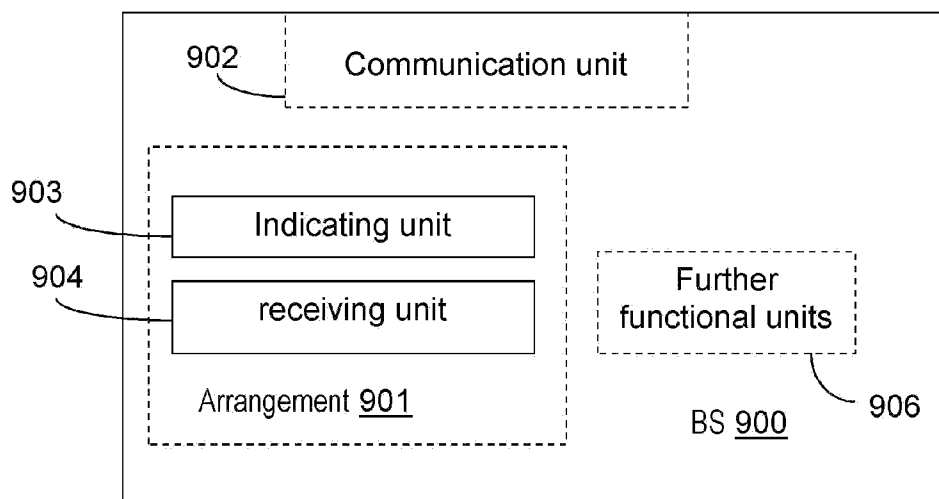 902
Communication unit
903
Indicating unit
904
receiving unit
Further
functional units
Arrangement 901
906
BS 900